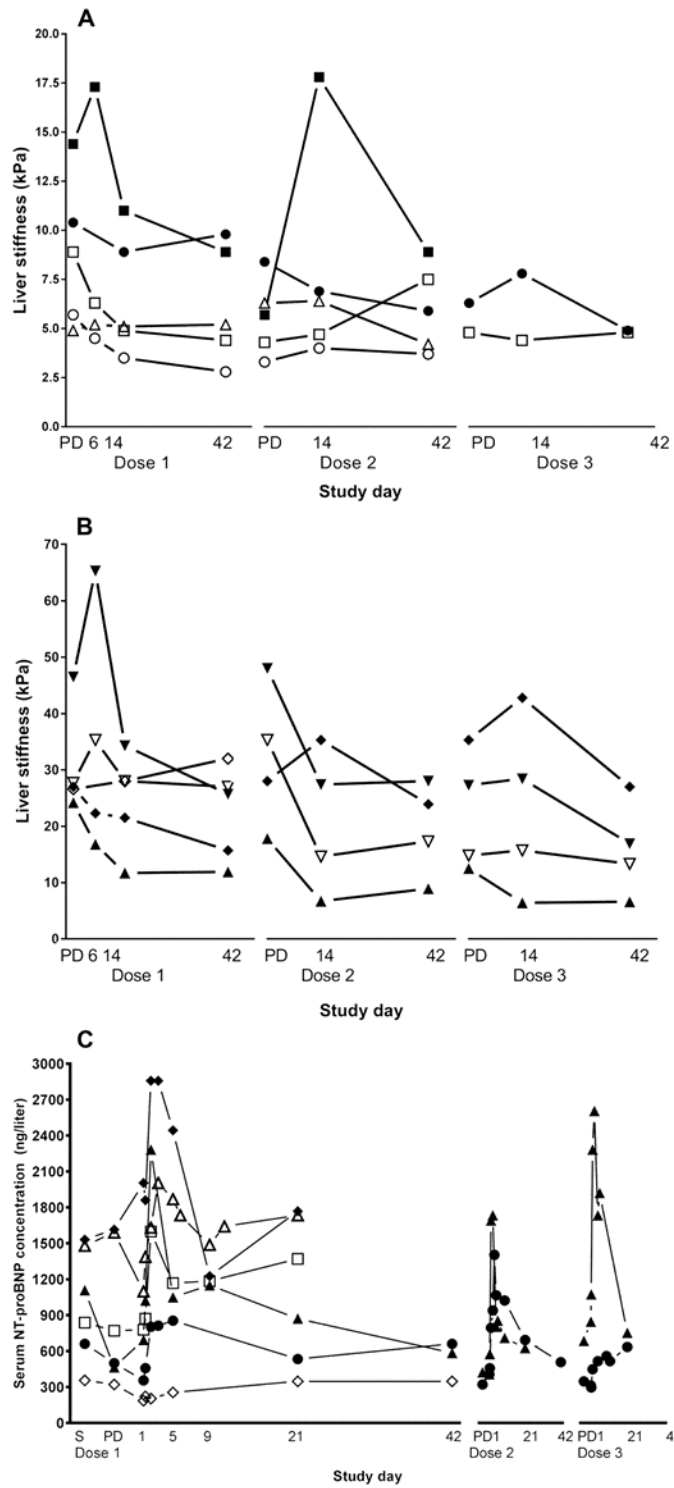 A
20.0
17.5
15.0
12.5
10.0
7.5
5.0
2.5
0.0
Liver stiffness (kPa)
PD 6 14 42 PD 14 42 PD 14 42
Dose 1 Dose 2 Dose 3
Study day
B
70
60
50
40
30
20
10
0
Liver stiffness (kPa)
PD 6 14 42 PD 14 42 PD 14 42
Dose 1 Dose 2 Dose 3
Study day
C
3000
2700
2400
2100
1800
1500
1200
900
600
300
0
Serum NT-proBNP concentration (ng/liter)
S PD 1 5 9 21 42 PD1 21 42 PD1 21 4
Dose 1 Dose 2 Dose 3
Study day